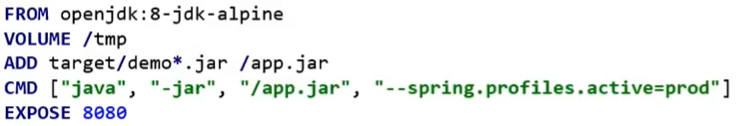 FROM openjdk:8-jdk-alpine
VOLUME /tmp
ADD target/demo*.jar /app.jar
CMD ["java", "-jar", "/app.jar", "--spring.profiles.active=prod"]
EXPOSE 8080